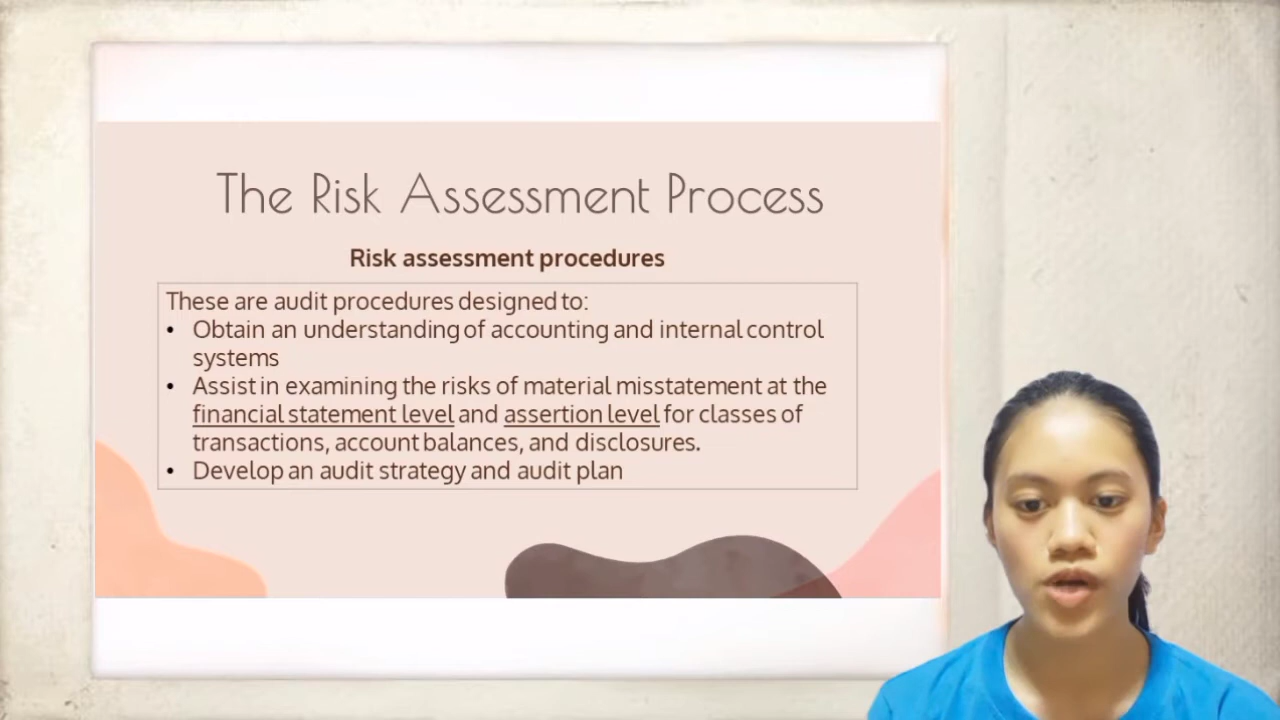 The Risk Assessment Process
Risk assessment procedures
These are audit procedures designed to:
• Obtain an understanding of accounting and internal control
systems
• Assist in examining the risks of material misstatement at the
financial statement level and assertion level for classes of
transactions, account balances, and disclosures.
• Develop an audit strategy and audit plan